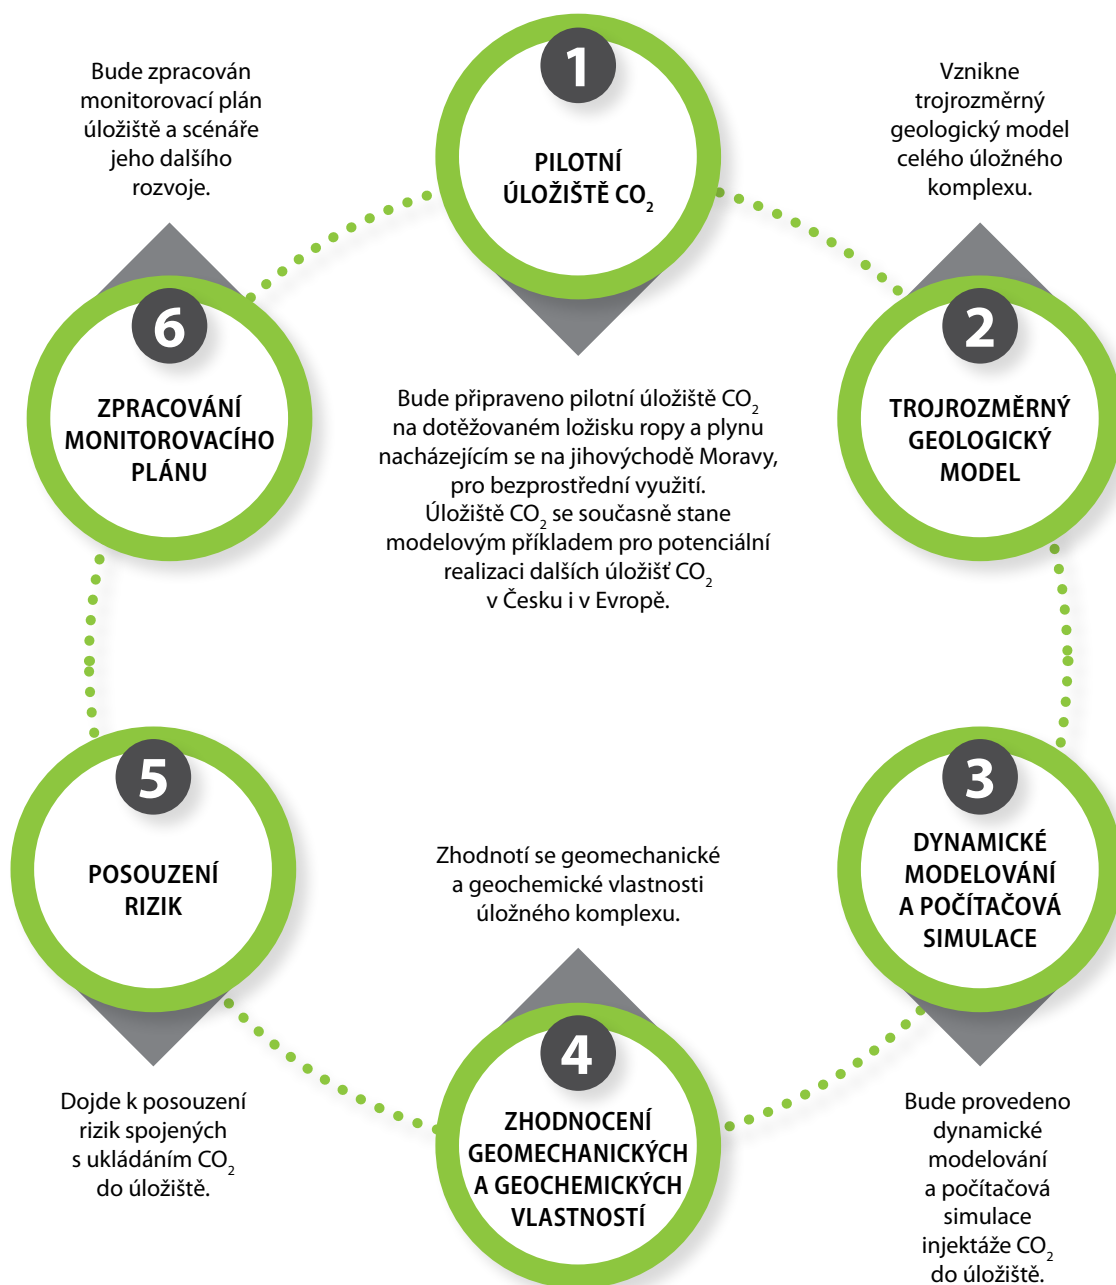 1
PILOTNÍ
ÚLOŽIŠTĚ CO₂
Bude připraveno pilotní úložiště CO₂
na dotěžovaném ložisku ropy a plynu
nacházejícím se na jihovýchodě Moravy,
pro bezprostřední využití.
Úložiště CO₂ se současně stane
modelovým příkladem pro potenciální
realizaci dalších úložišť CO₂
v Česku i v Evropě.
Vznikne
trojrozměrný
geologický model
celého úložného
komplexu.
2
TROJROZMĚRNÝ
GEOLOGICKÝ
MODEL
3
DYNAMICKÉ
MODELOVÁNÍ
A POČÍTAČOVÁ
SIMULACE
Bude provedeno
dynamické
modelování
a počítačová
simulace
injektáže CO₂
do úložiště.
Zhodnotí se geomechanické
a geochemické vlastnosti
úložného komplexu.
4
ZHODNOCENÍ
GEOMECHANICKÝCH
A GEOCHEMICKÝCH
VLASTNOSTÍ
5
POSOUZENÍ
RIZIK
Dojde k posouzení
rizik spojených
s ukládáním CO₂
do úložiště.
Bude zpracován
monitorovací plán
úložiště a scénáře
jeho dalšího
rozvoje.
6
ZPRACOVÁNÍ
MONITOROVACÍHO
PLÁNU